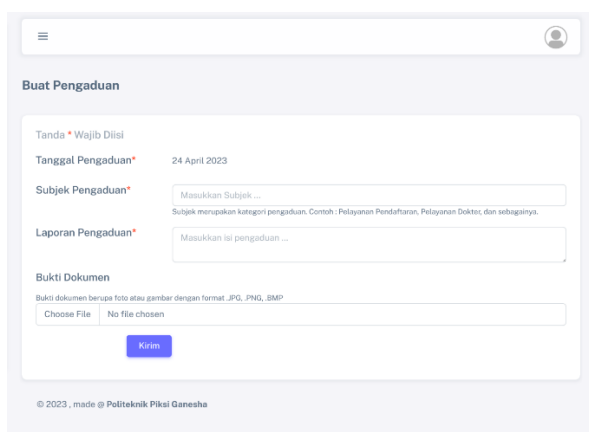 Buat Pengaduan
Tanda * Wajib Diisi
Tanggal Pengaduan* 24 April 2023
Subjek Pengaduan* Masukkan Subjek ...
Subjek merupakan kategori pengaduan. Contoh : Pelayanan Pendaftaran, Pelayanan Dokter, dan sebagainya.
Laporan Pengaduan* Masukkan isi pengaduan ...
Bukti Dokumen
Bukti dokumen berupa foto atau gambar dengan format .JPG, .PNG, .BMP
Choose File No file chosen
Kirim
© 2023 , made @ Politeknik Piksi Ganesha